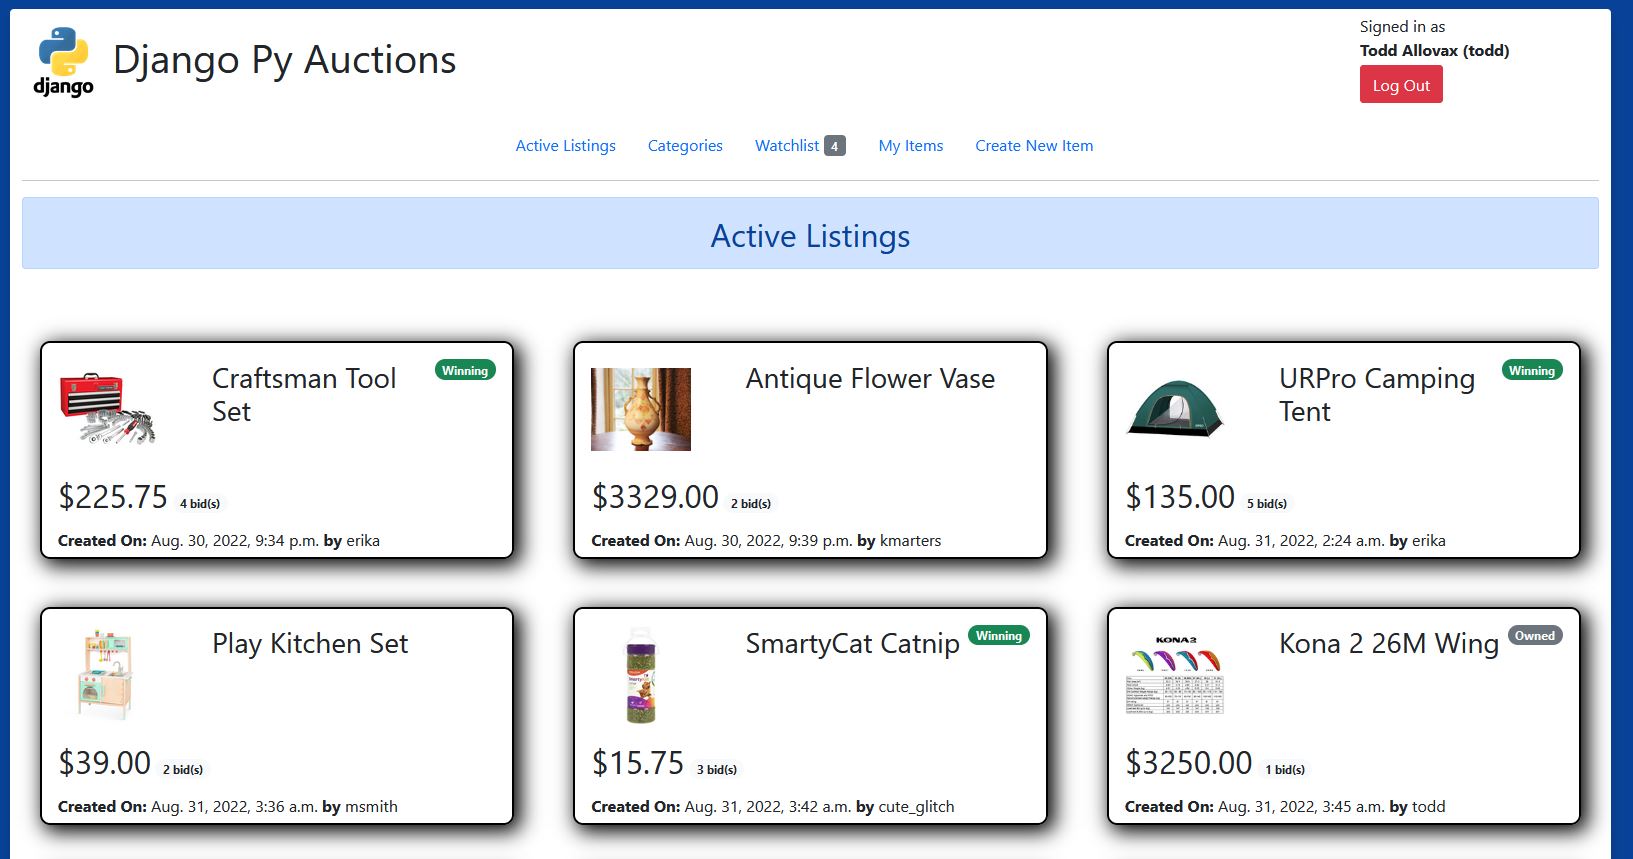 django
Django Py Auctions
Signed in as
Todd Allovax (todd)
Log Out
Active Listings
Categories
Watchlist 4
My Items
Create New Item
Active Listings
Craftsman Tool
Set
Winning
$225.75 4 bid(s)
Created On: Aug. 30, 2022, 9:34 p.m. by erika
Antique Flower Vase
$3329.00 2 bid(s)
Created On: Aug. 30, 2022, 9:39 p.m. by kmarters
URPro Camping
Tent
Winning
$135.00 5 bid(s)
Created On: Aug. 31, 2022, 2:24 a.m. by erika
Play Kitchen Set
$39.00 2 bid(s)
Created On: Aug. 31, 2022, 3:36 a.m. by msmith
SmartyCat Catnip
Winning
$15.75 3 bid(s)
Created On: Aug. 31, 2022, 3:42 a.m. by cute_glitch
KONA 2
Kona 2 26M Wing
Owned
$3250.00 1 bid(s)
Created On: Aug. 31, 2022, 3:45 a.m. by todd